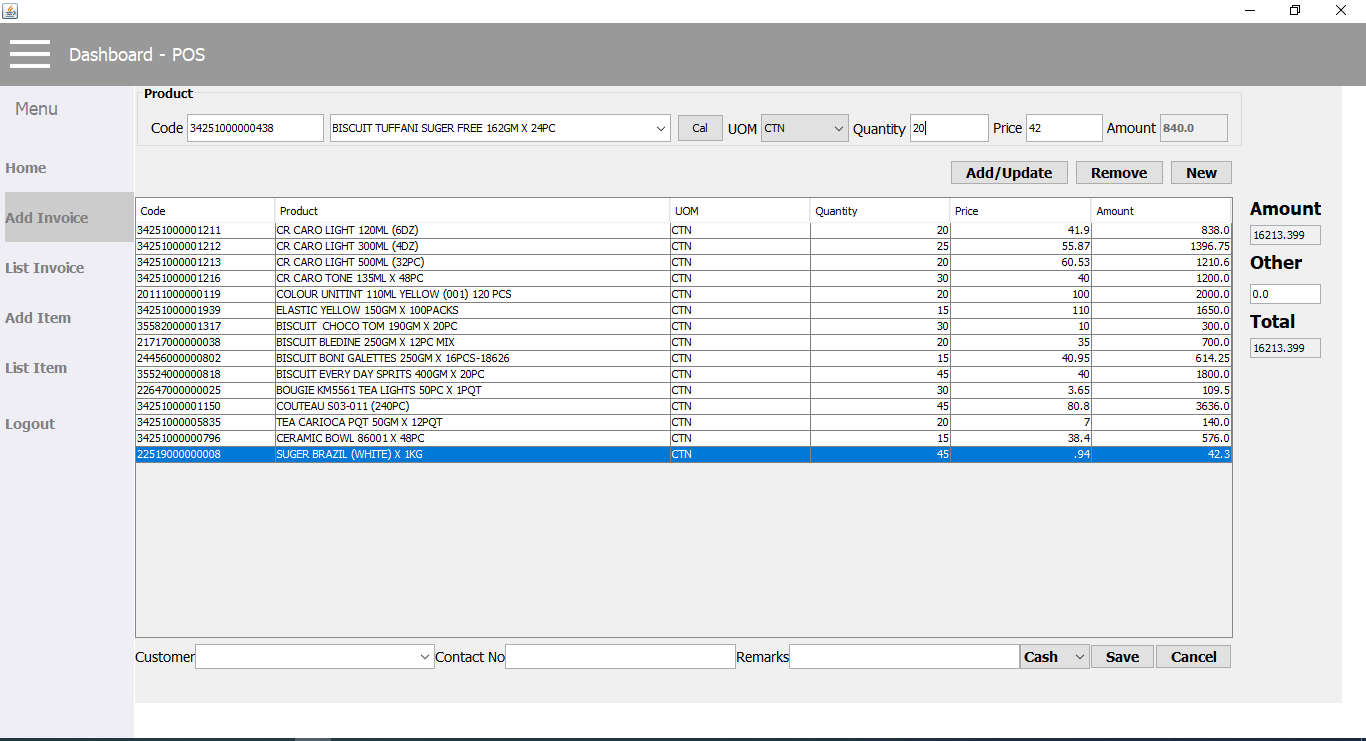 Dashboard - POS
Menu
Home
Add Invoice
List Invoice
Add Item
List Item
Logout
Product
Code 34251000000438 BISCUIT TUFFANI SUGER FREE 162GM X 24PC Cal UOM CTN Quantity 20 Price 42 Amount 840.0
Add/Update Remove New
Code Product UOM Quantity Price Amount
34251000001211 CR CARO LIGHT 120ML (6DZ) CTN 20 41.9 838.0
34251000001212 CR CARO LIGHT 300ML (4DZ) CTN 25 55.87 1396.75
34251000001213 CR CARO LIGHT 500ML (32PC) CTN 20 60.53 1210.6
34251000001216 CR CARO TONE 135ML X 48PC CTN 30 40 1200.0
20111000000119 COLOUR UNITINT 110ML YELLOW (001) 120 PCS CTN 20 100 2000.0
34251000001939 ELASTIC YELLOW 150GM X 100PACKS CTN 15 110 1650.0
35582000001317 BISCUIT  CHOCO TOM 190GM X 20PC CTN 30 10 300.0
21717000000038 BISCUIT BLEDINE 250GM X 12PC MIX CTN 20 35 700.0
24456000000802 BISCUIT BONI GALETTES 250GM X 16PCS-18626 CTN 15 40.95 614.25
35524000000818 BISCUIT EVERY DAY SPRITS 400GM X 20PC CTN 45 40 1800.0
22647000000025 BOUGIE KM5561 TEA LIGHTS 50PC X 1PQT CTN 30 3.65 109.5
34251000001150 COUTEAU S03-011 (240PC) CTN 45 80.8 3636.0
34251000005835 TEA CARIOCA PQT 50GM X 12PQT CTN 20 7 140.0
34251000000796 CERAMIC BOWL 86001 X 48PC CTN 15 38.4 576.0
22519000000008 SUGER BRAZIL (WHITE) X 1KG CTN 45 .94 42.3
Amount
16213.399
Other
0.0
Total
16213.399
Customer Contact No Remarks Cash Save Cancel